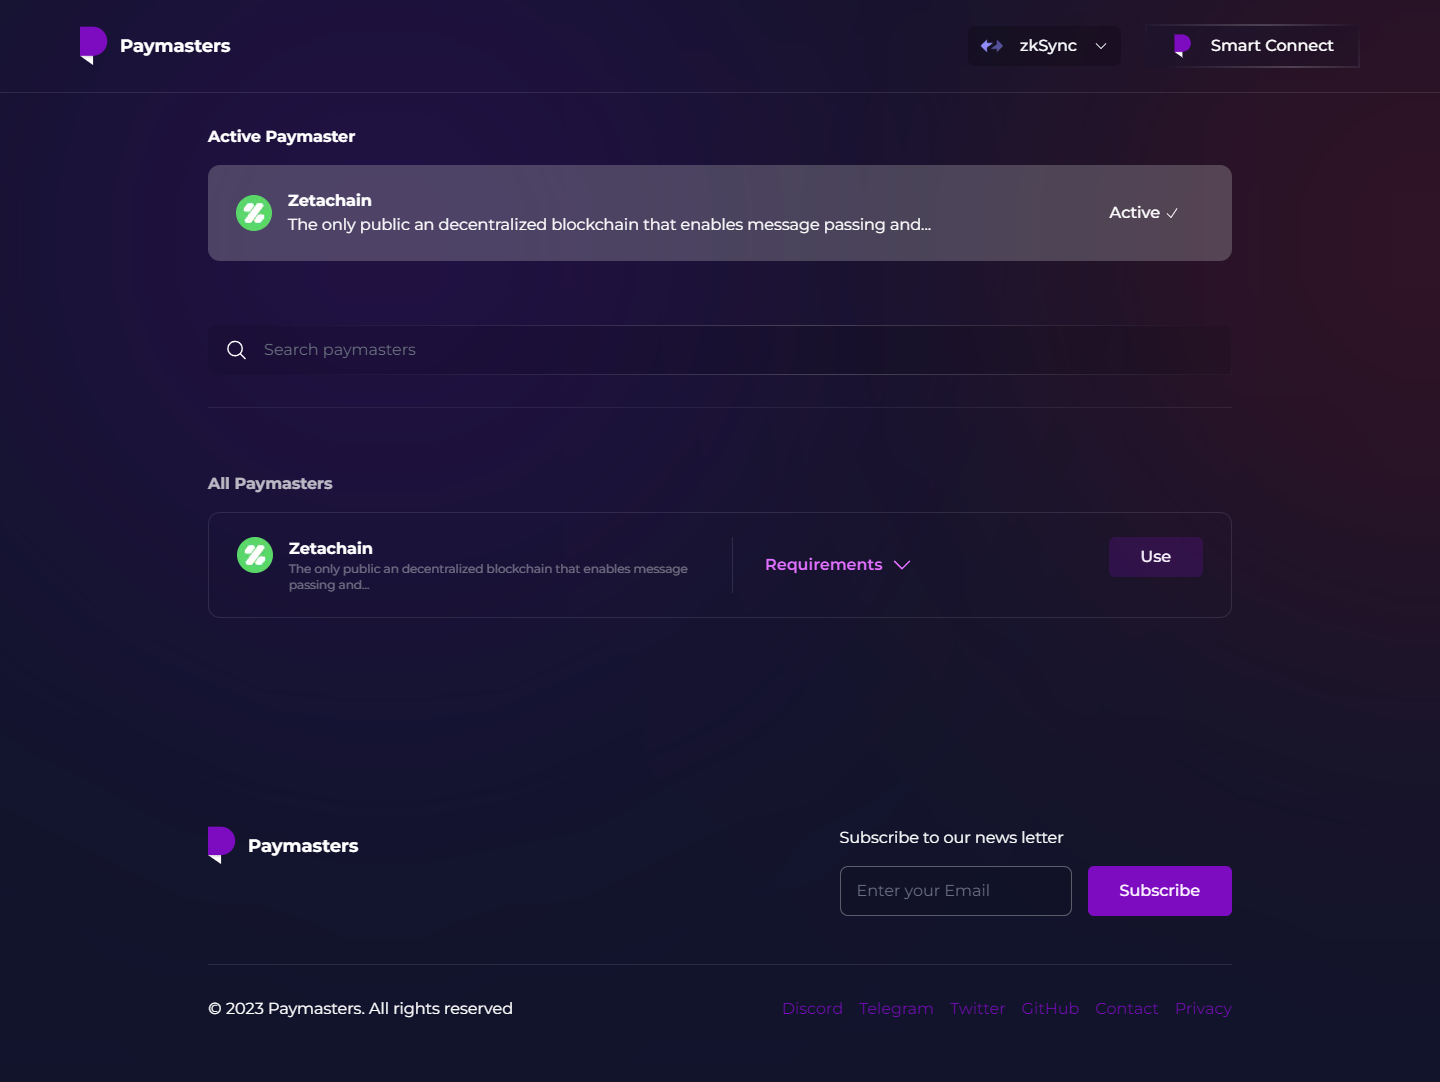 Paymasters
zkSync
Smart Connect
Active Paymaster
Zetachain
The only public an decentralized blockchain that enables message passing and...
Active
Search paymasters
All Paymasters
Zetachain
The only public an decentralized blockchain that enables message
passing and...
Requirements
Use
Paymasters
Subscribe to our news letter
Enter your Email
Subscribe
© 2023 Paymasters. All rights reserved
Discord Telegram Twitter GitHub Contact Privacy